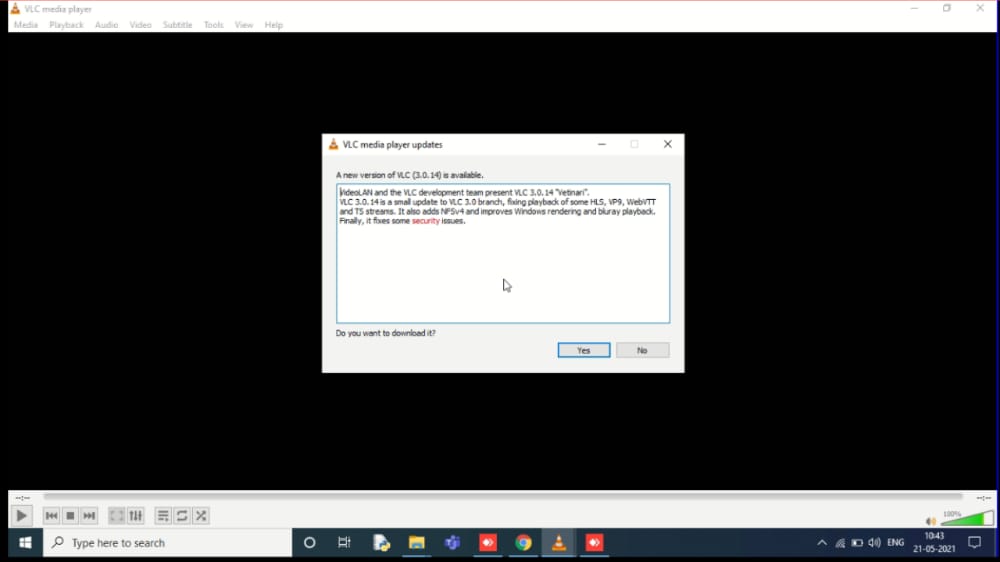 VLC media player
Media Playback Audio Video Subtitle Tools View Help
VLC media player updates
A new version of VLC (3.0.14) is available.
VideoLAN and the VLC development team present VLC 3.0.14 "Vetinari".
VLC 3.0.14 is a small update to VLC 3.0 branch, fixing playback of some HLS, VP9, WebVTT
and TS streams. It also adds NFSv4 and improves Windows rendering and bluray playback.
Finally, it fixes some security issues.
Do you want to download it?
Yes No
--:-- --:--
100%
Type here to search
ENG
10:43
21-05-2021